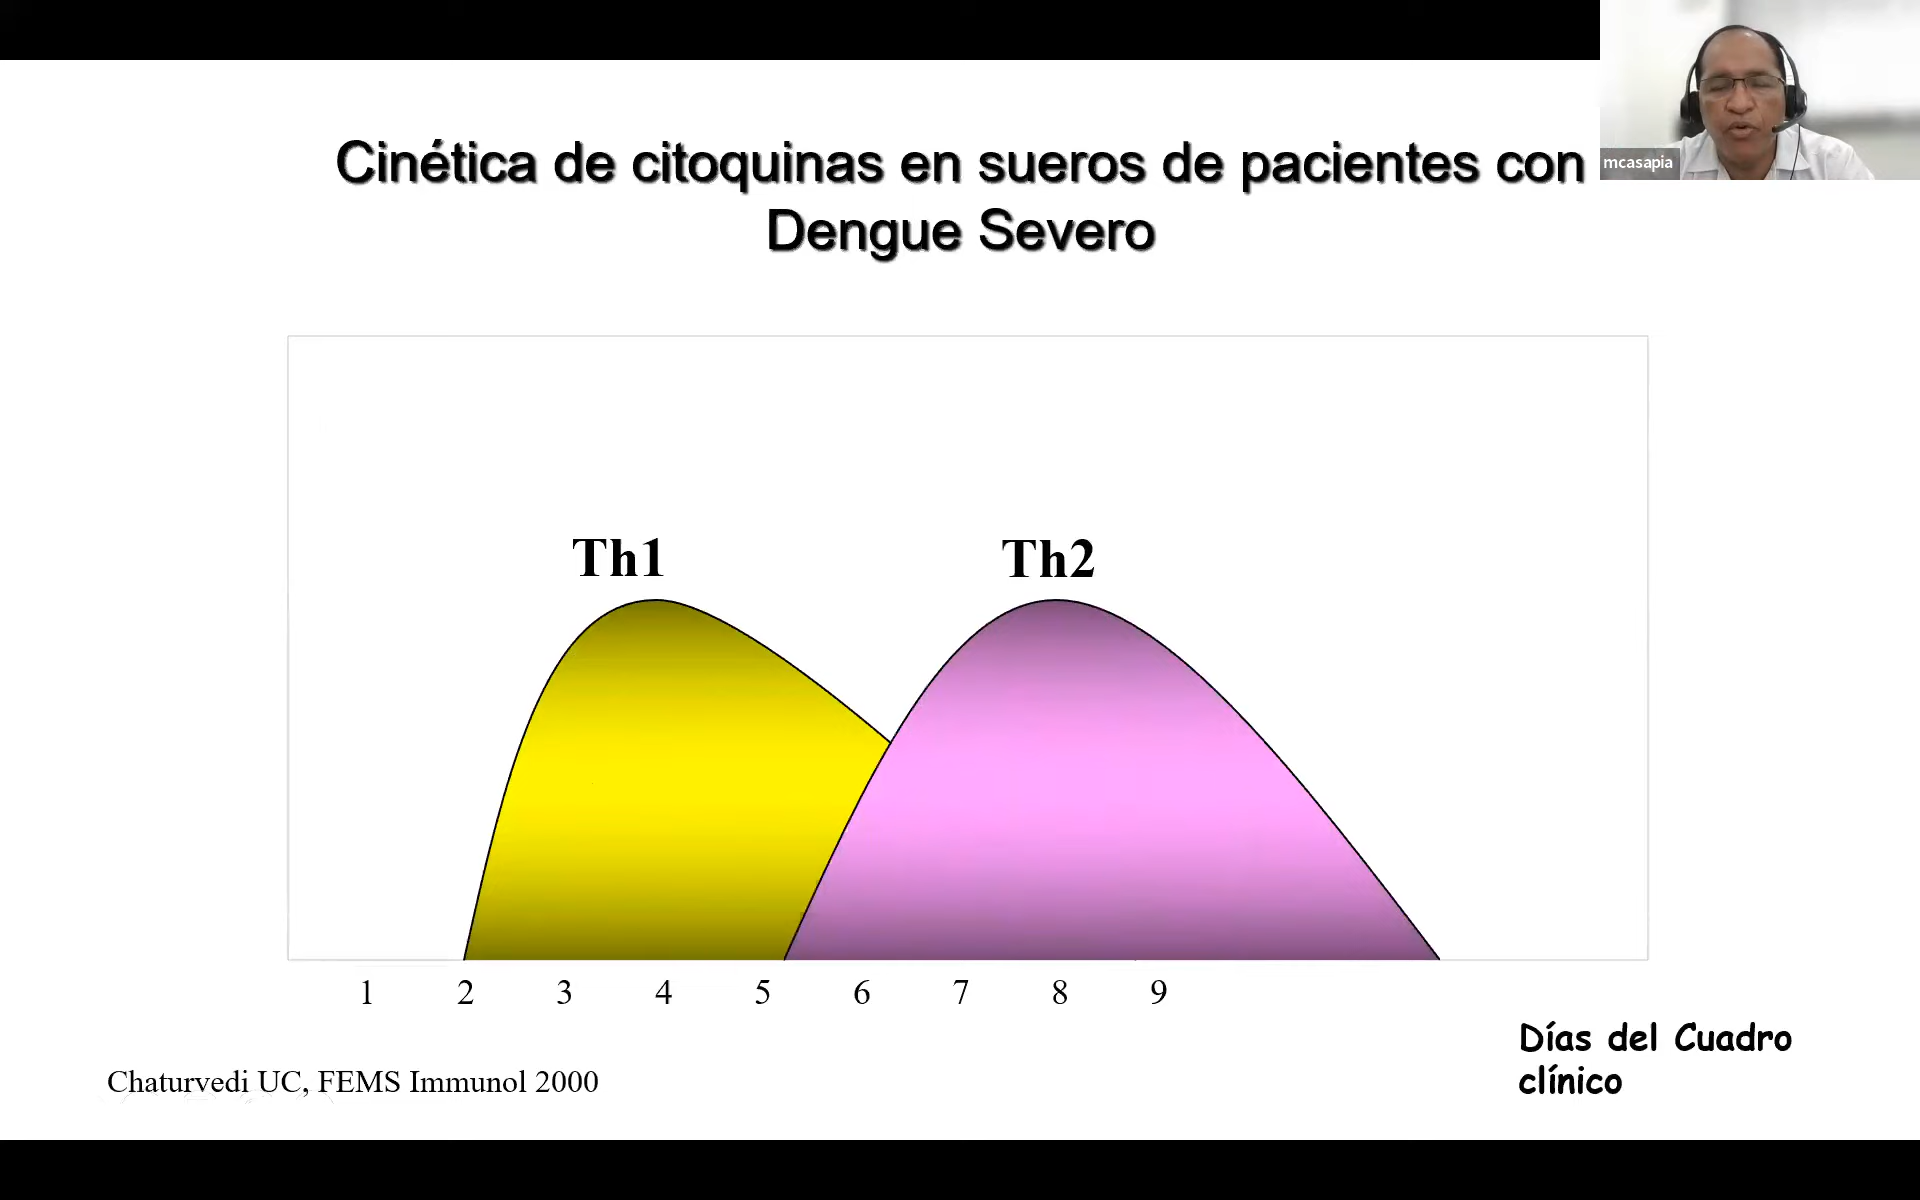 mcasapia
Cinética de citoquinas en sueros de pacientes con
Dengue Severo
Th1 Th2
1 2 3 4 5 6 7 8 9
Días del Cuadro
clínico
Chaturvedi UC, FEMS Immunol 2000